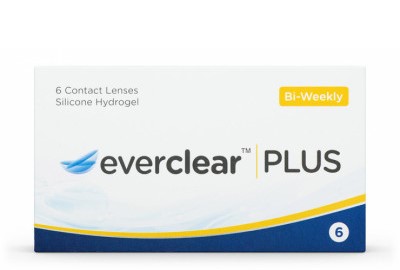 6 Contact Lenses
Silicone Hydrogel
Bi-Weekly
everclear™ PLUS
6